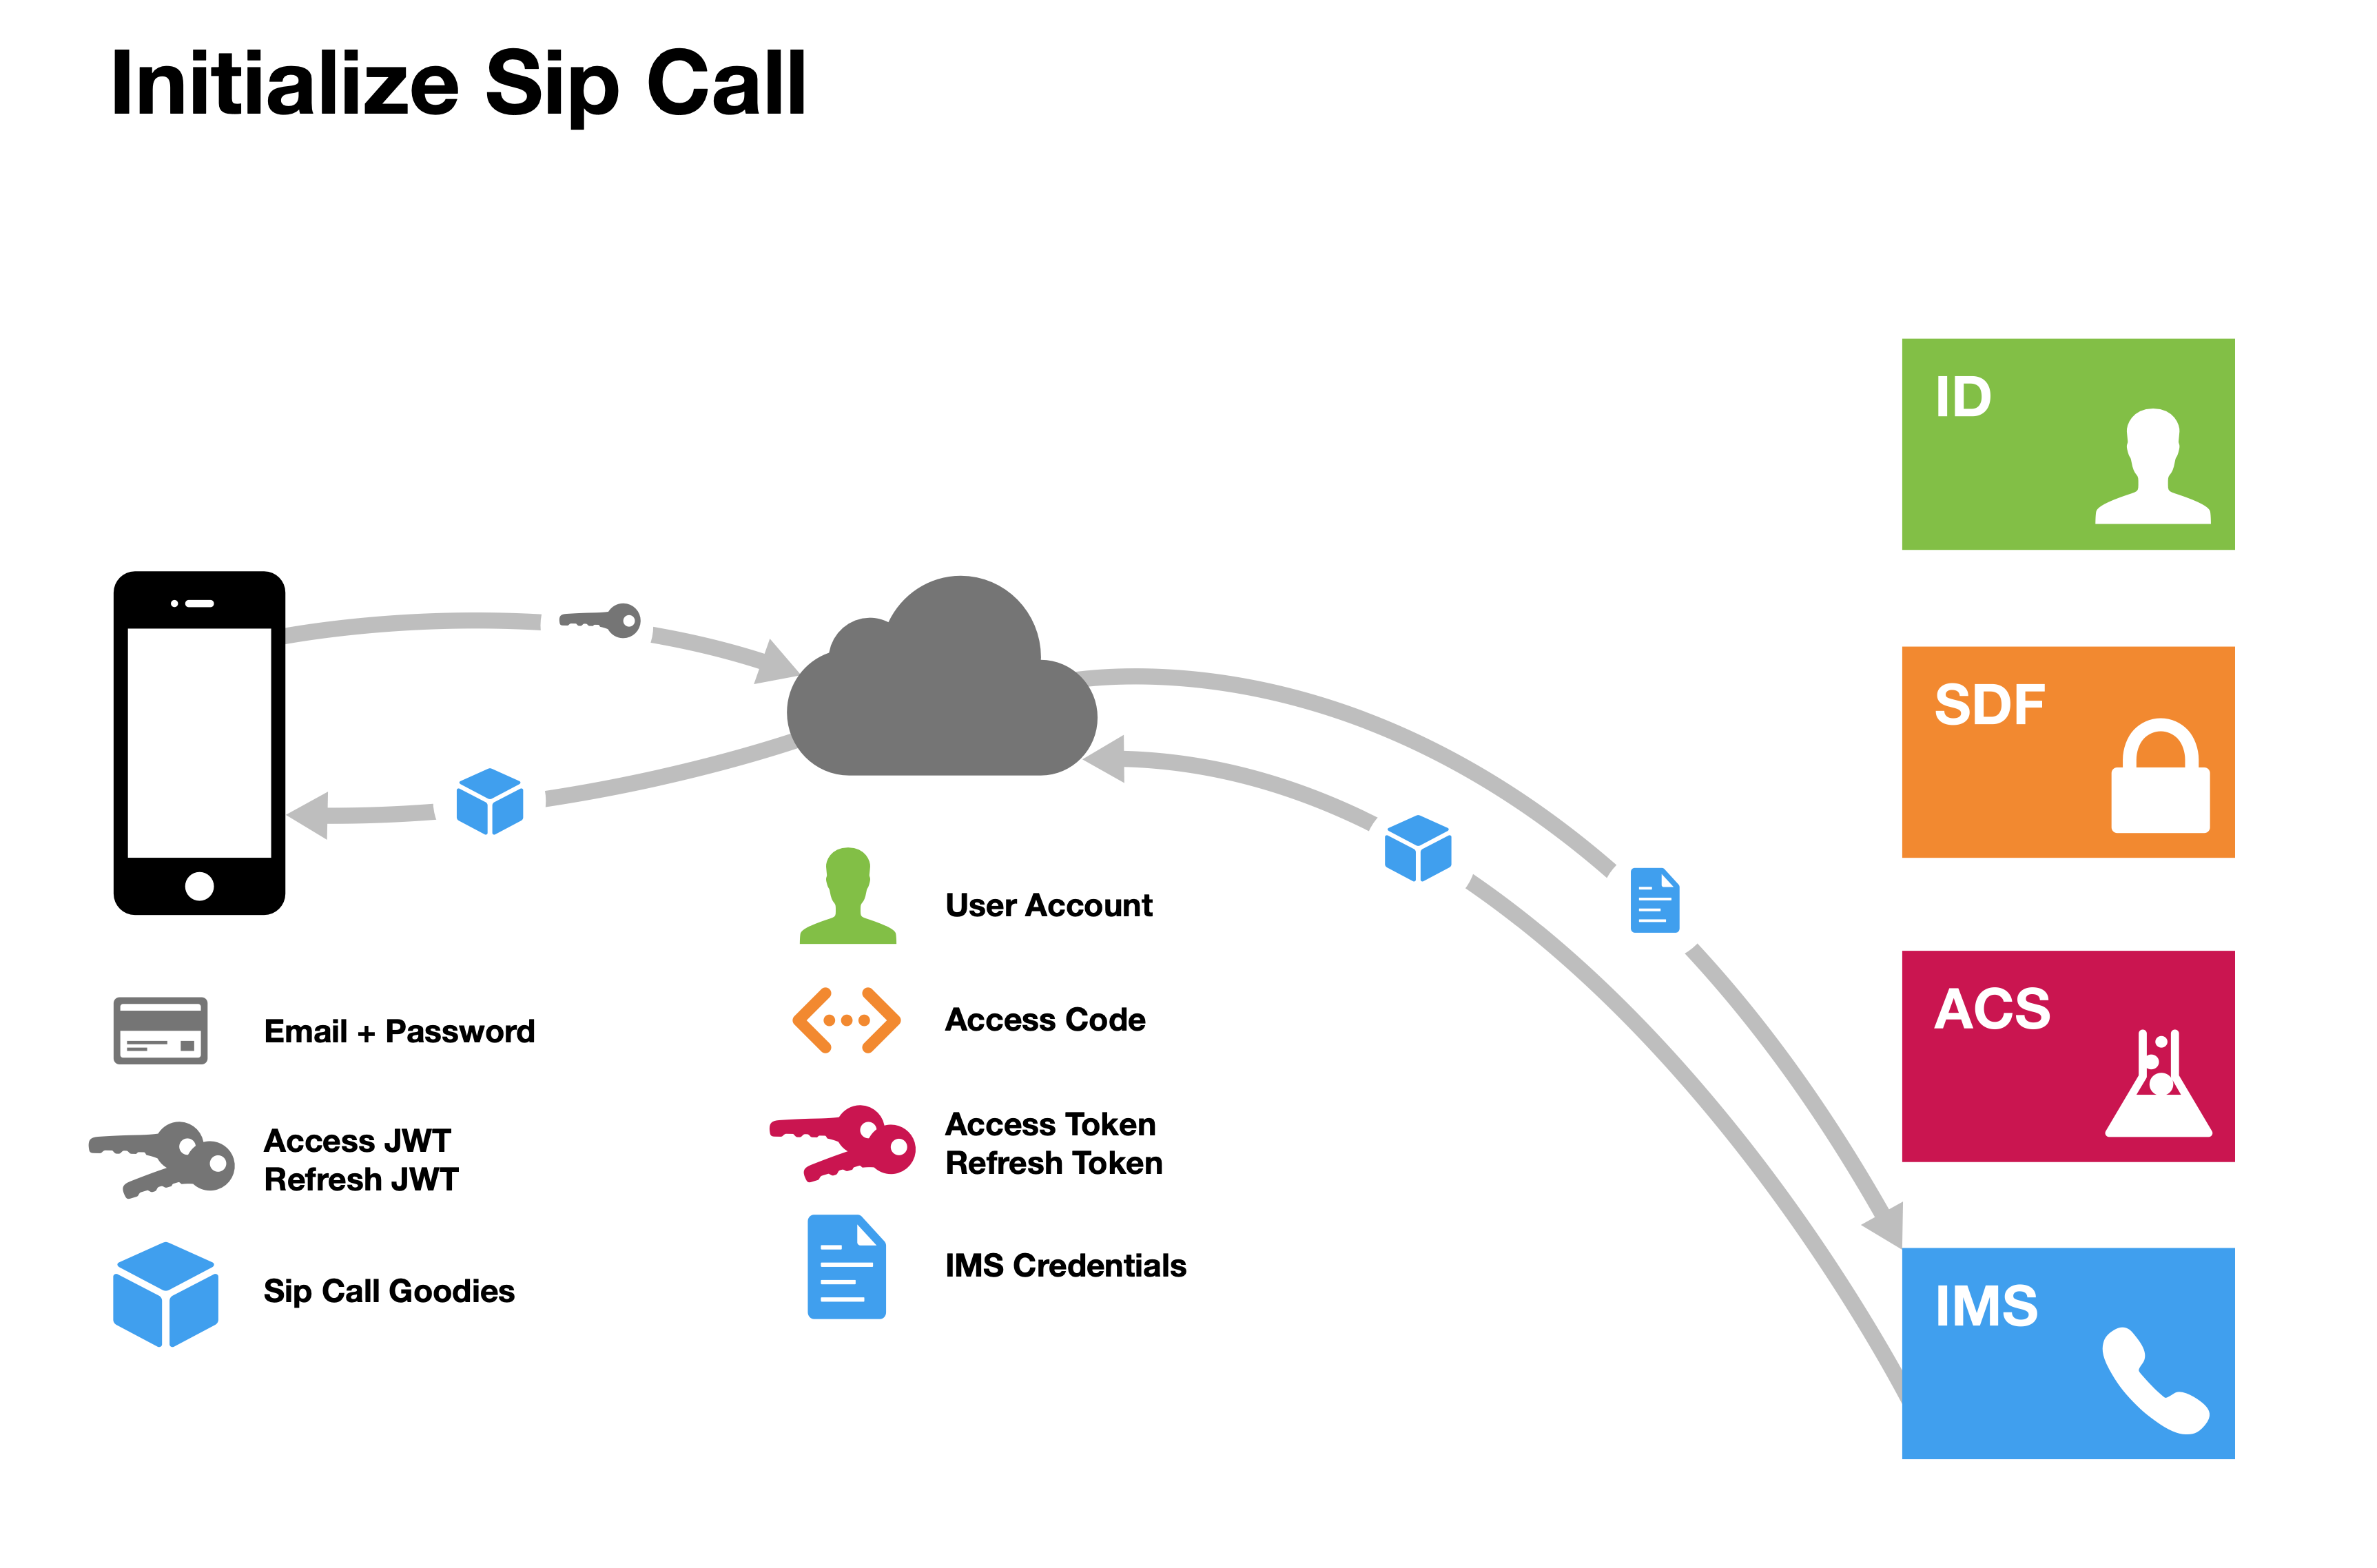 Initialize Sip Call
ID
SDF
ACS
IMS
Email + Password
Access JWT
Refresh JWT
Sip Call Goodies
User Account
Access Code
Access Token
Refresh Token
IMS Credentials